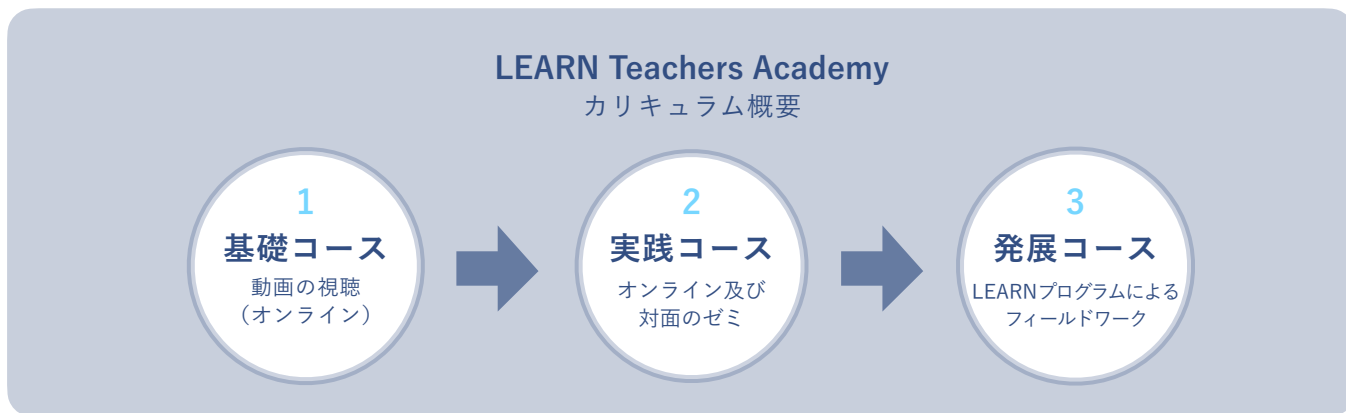 LEARN Teachers Academy
カリキュラム概要
1
基礎コース
動画の視聴
（オンライン）
2
実践コース
オンライン及び
対面のゼミ
3
発展コース
LEARNプログラムによる
フィールドワーク